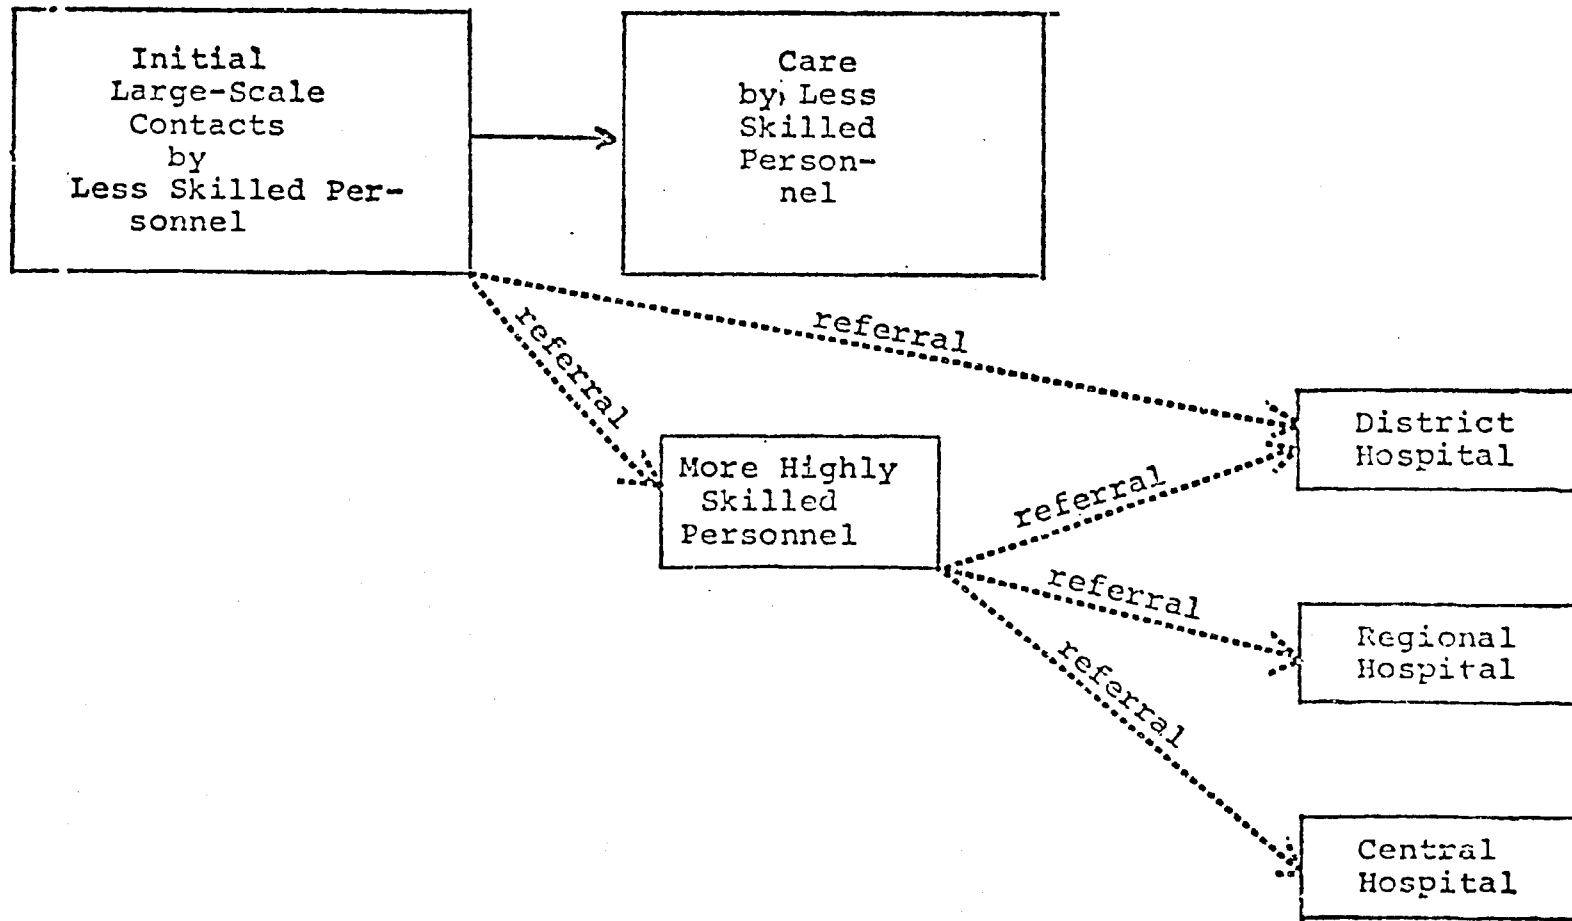 Initial
Large-Scale
Contacts
by
Less Skilled Per-
sonnel
Care
by Less
Skilled
Person-
nel
referral
referral
More Highly
Skilled
Personnel
referral
referral
referral
District
Hospital
Regional
Hospital
Central
Hospital